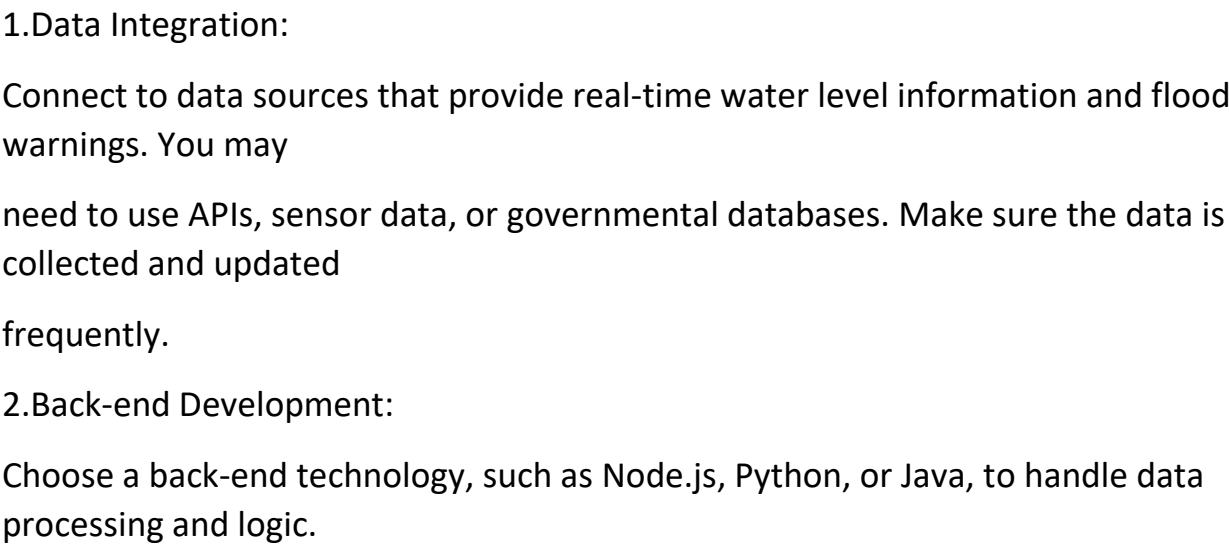 1.Data Integration:
Connect to data sources that provide real-time water level information and flood
warnings. You may
need to use APIs, sensor data, or governmental databases. Make sure the data is
collected and updated
frequently.
2.Back-end Development:
Choose a back-end technology, such as Node.js, Python, or Java, to handle data
processing and logic.